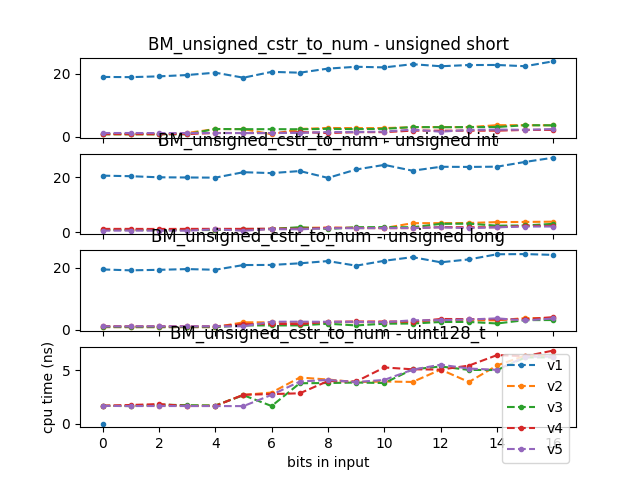 BM_unsigned_cstr_to_num - unsigned short
20
0
BM_unsigned_cstr_to_num - unsigned int
20
0
BM_unsigned_cstr_to_num - unsigned long
20
0
BM_unsigned_cstr_to_num - uint128_t
cpu time (ns)
5
0
v1
v2
v3
v4
v5
0 2 4 6 8 10 12 14 16
bits in input